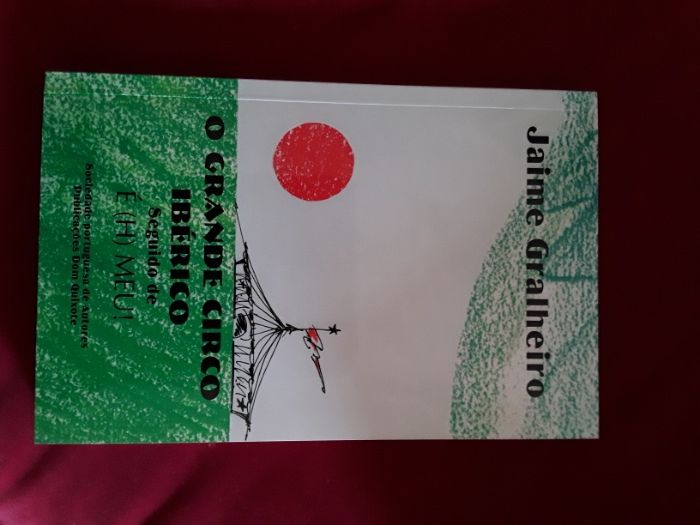 Jaime Gralheiro
O GRANDE CIRCO
IBÉRICO
Seguido de
É (H) MEU!
Sociedade portuguesa de Autores
Publicações Dom Quixote